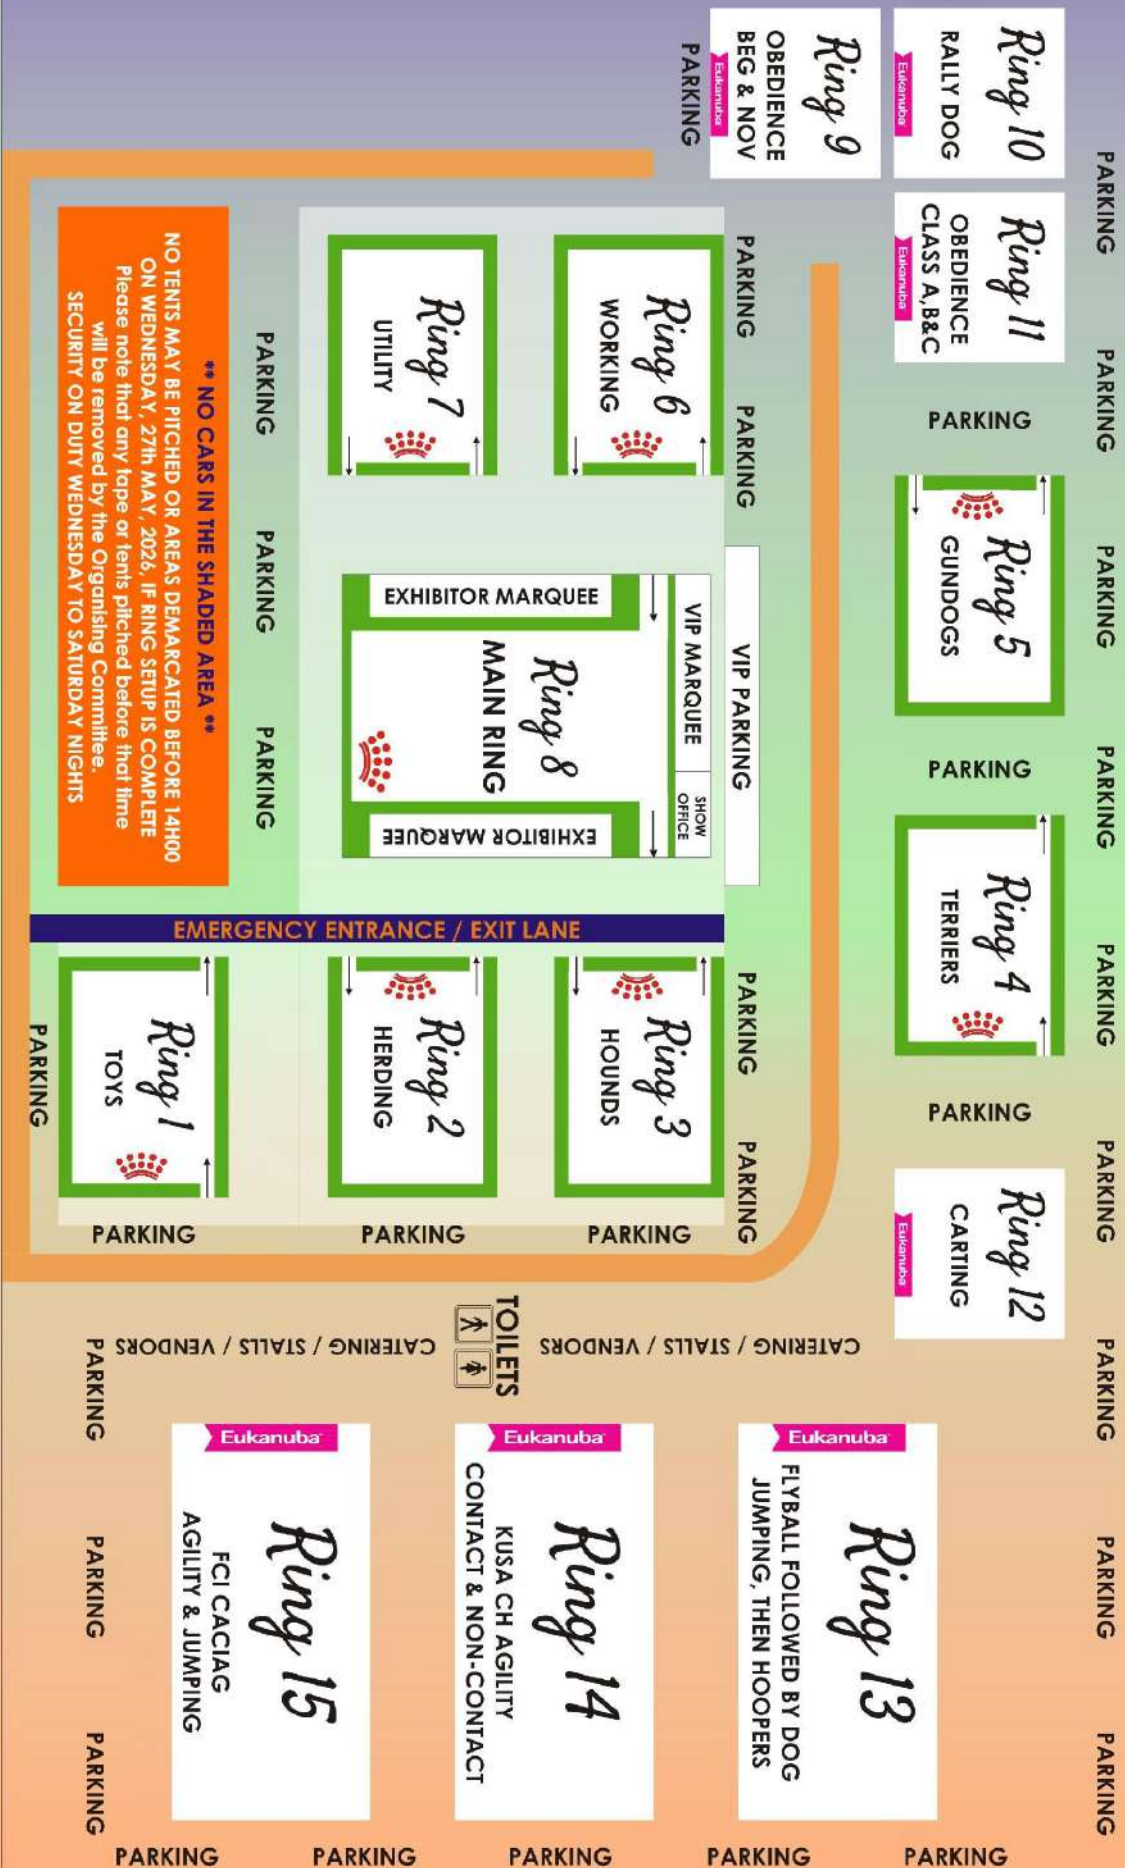 PARKING
PARKING
PARKING
PARKING
PARKING
PARKING
PARKING
PARKING
PARKING
Ring 10
RALLY DOG
Eukanuba
Ring 11
OBEDIENCE
CLASS A,B&C
Eukanuba
PARKING
Ring 5
GUNDOGS
PARKING
Ring 4
TERRIERS
PARKING
Ring 12
CARTING
Eukanuba
Ring 9
OBEDIENCE
BEG & NOV
Eukanuba
PARKING
PARKING
PARKING
VIP PARKING
PARKING
PARKING
Ring 6
WORKING
VIP MARQUEE
SHOW
OFFICE
EXHIBITOR MARQUEE
Ring 8
MAIN RING
EXHIBITOR MARQUEE
EMERGENCY ENTRANCE / EXIT LANE
Ring 3
HOUNDS
PARKING
Ring 7
UTILITY
Ring 2
HERDING
PARKING
PARKING
PARKING
PARKING
** NO CARS IN THE SHADED AREA **
NO TENTS MAY BE PITCHED OR AREAS DEMARCATED BEFORE 14H00
ON WEDNESDAY, 27th MAY, 2026, IF RING SETUP IS COMPLETE
Please note that any tape or tents pitched before that time
will be removed by the Organising Committee.
SECURITY ON DUTY WEDNESDAY TO SATURDAY NIGHTS
Ring 1
TOYS
PARKING
PARKING
CATERING / STALLS / VENDORS
TOILETS
CATERING / STALLS / VENDORS
Eukanuba
Ring 13
FLYBALL FOLLOWED BY DOG
JUMPING, THEN HOOPERS
Eukanuba
Ring 14
KUSA CH AGILITY
CONTACT & NON-CONTACT
Eukanuba
Ring 15
FCI CACIAG
AGILITY & JUMPING
PARKING
PARKING
PARKING
PARKING
PARKING
PARKING
PARKING
PARKING